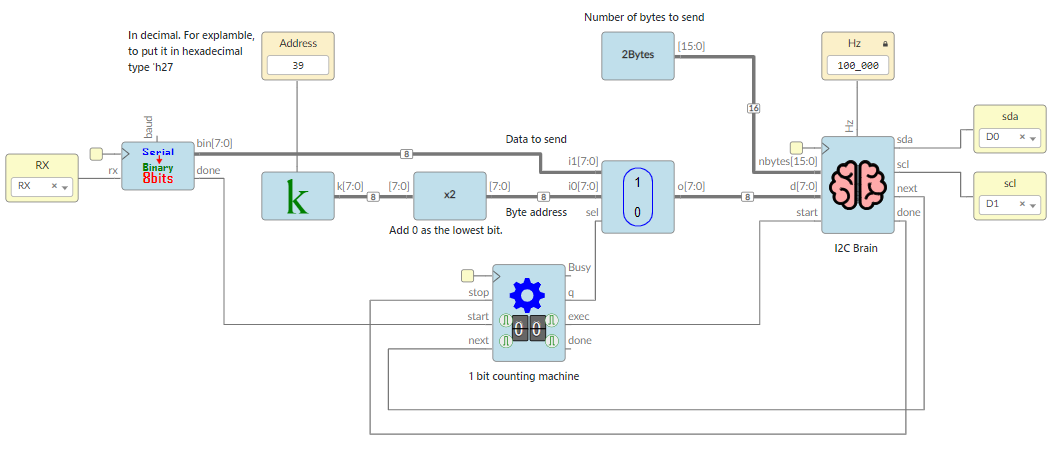 Number of bytes to send
In decimal. For explamble,
to put it in hexadecimal
type 'h27
Address
39
2Bytes
[15:0]
Hz
100_000
16
baud
Hz
sda
D0
RX
RX
rx
Serial
Binary
8bits
bin[7:0]
done
8
Data to send
i1[7:0]
i0[7:0]
sel
1
0
o[7:0]
8
nbytes[15:0]
d[7:0]
start
sda
scl
next
done
I2C Brain
scl
D1
k
k[7:0]
8
[7:0]
x2
[7:0]
8
Byte address
Add 0 as the lowest bit.
stop
start
next
0 0
Busy
q
exec
done
1 bit counting machine